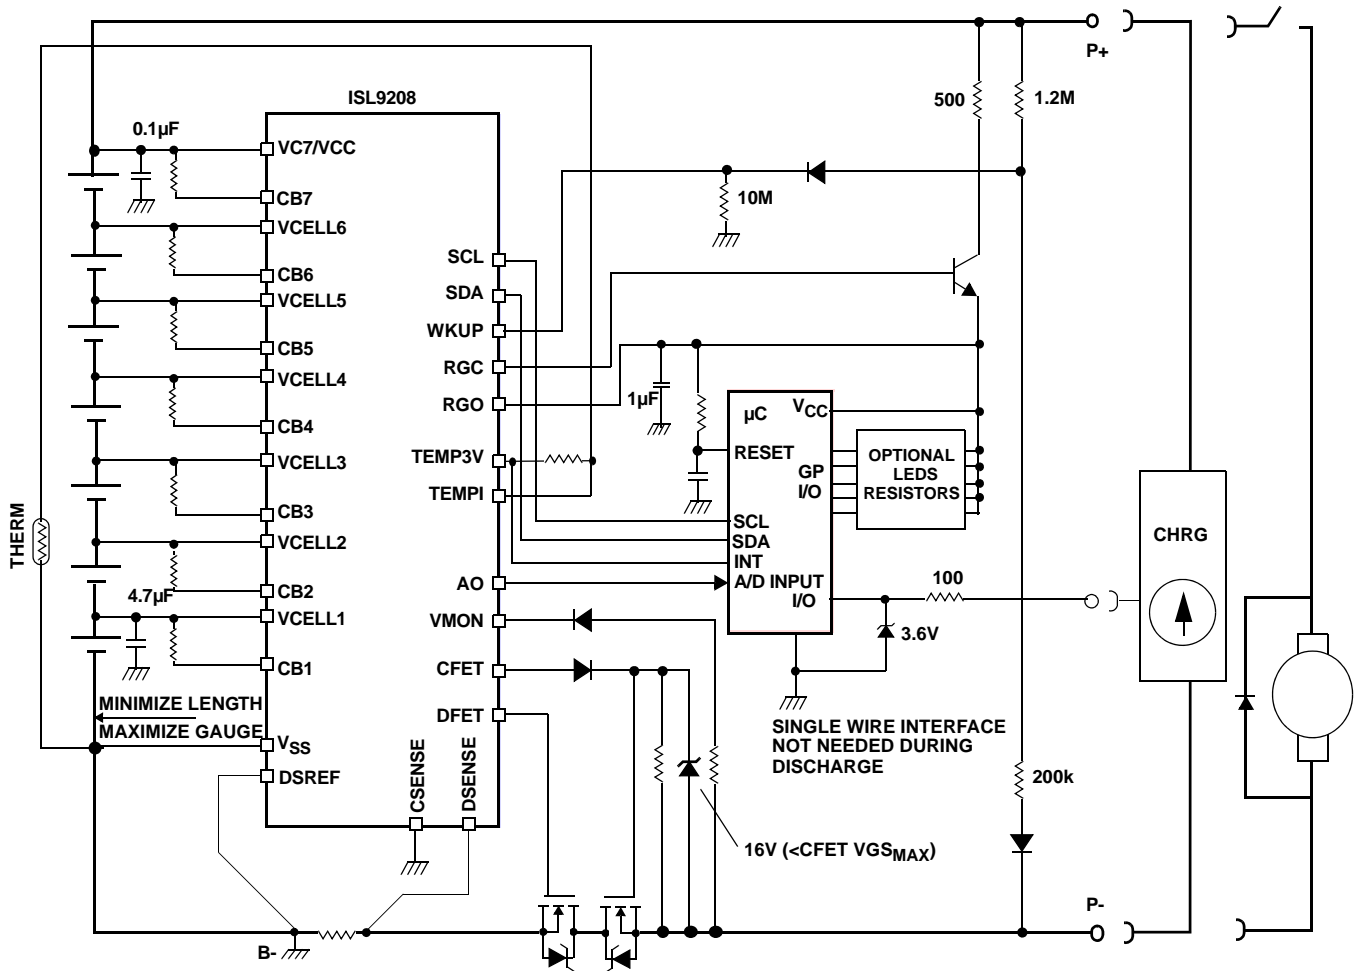 P+
ISL9208
500
1.2M
0.1µF
VC7/VCC
CB7
10M
VCELL6
SCL
CB6
SDA
VCELL5
WKUP
CB5
RGC
VCELL4
RGO
1µF
µC
VCC
CB4
TEMP3V
RESET
OPTIONAL
LEDS
RESISTORS
GP
I/O
VCELL3
TEMPI
CB3
SCL
SDA
INT
A/D INPUT
I/O
THERM
VCELL2
CHRG
AO
100
CB2
4.7µF
VCELL1
VMON
3.6V
CB1
CFET
MINIMIZE LENGTH
MAXIMIZE GAUGE
DFET
SINGLE WIRE INTERFACE
NOT NEEDED DURING
DISCHARGE
VSS
DSREF
CSENSE
DSENSE
200k
16V (<CFET VGSMAX)
P-
B-